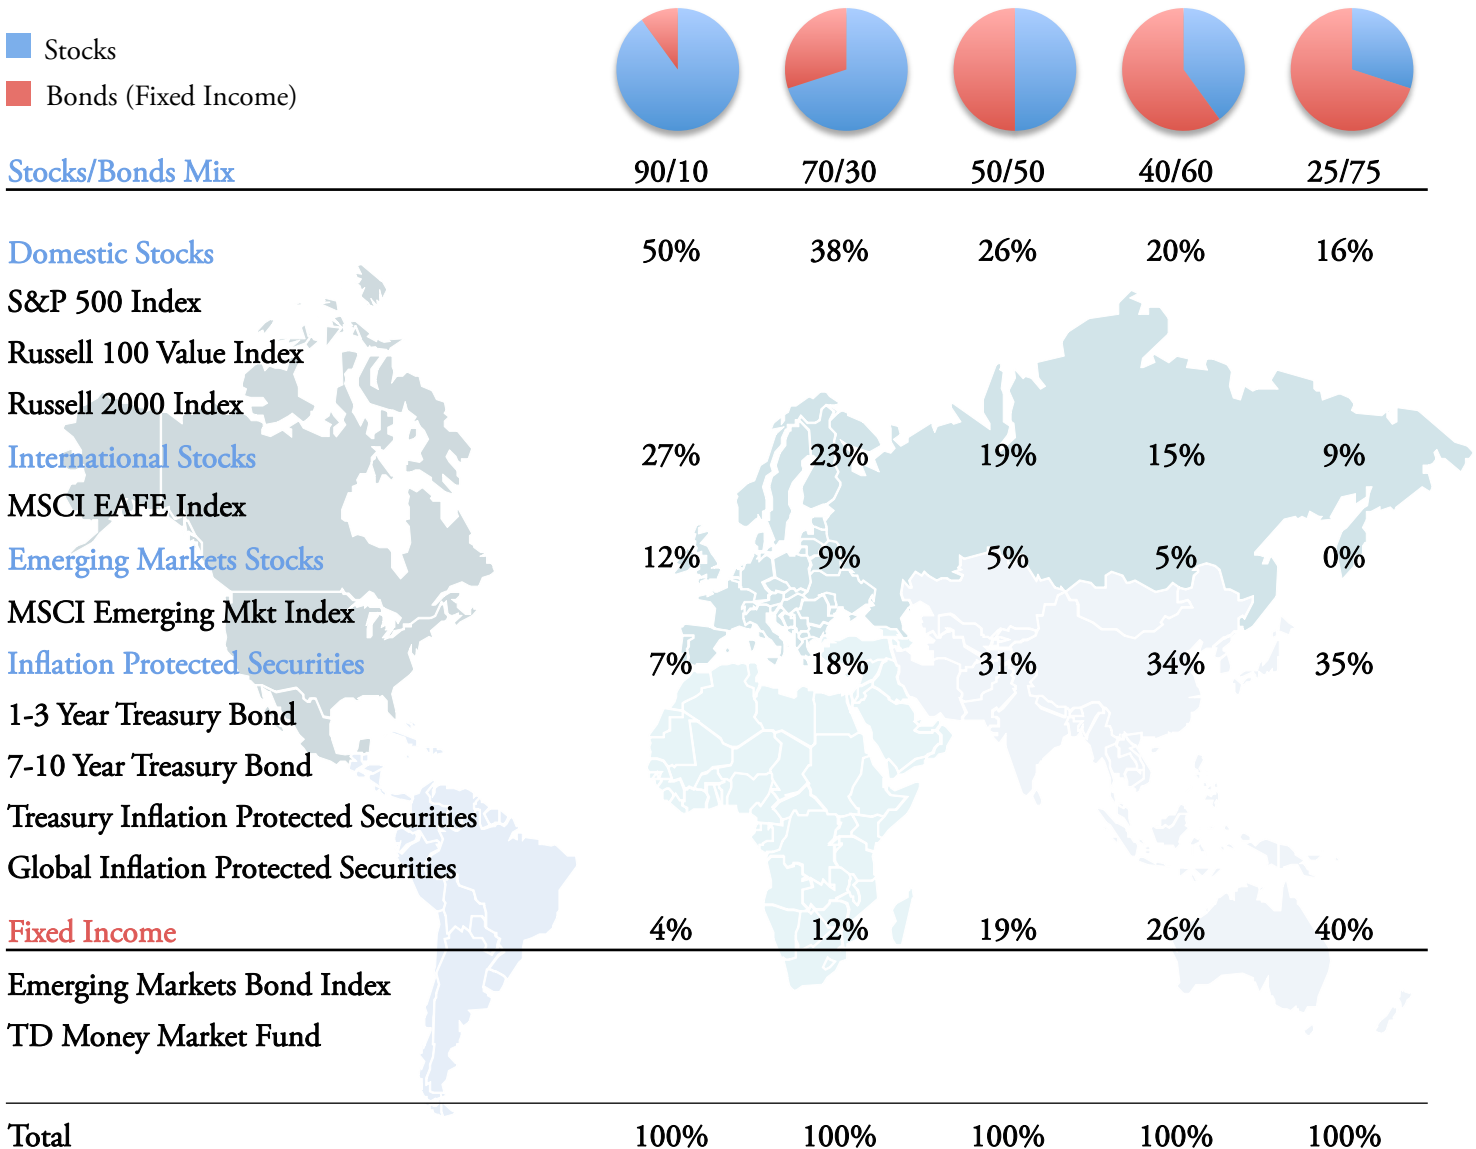 Stocks
Bonds (Fixed Income)
Stocks/Bonds Mix 90/10 70/30 50/50 40/60 25/75
Domestic Stocks 50% 38% 26% 20% 16%
S&P 500 Index
Russell 100 Value Index
Russell 2000 Index
International Stocks 27% 23% 19% 15% 9%
MSCI EAFE Index
Emerging Markets Stocks 12% 9% 5% 5% 0%
MSCI Emerging Mkt Index
Inflation Protected Securities 7% 18% 31% 34% 35%
1-3 Year Treasury Bond
7-10 Year Treasury Bond
Treasury Inflation Protected Securities
Global Inflation Protected Securities
Fixed Income 4% 12% 19% 26% 40%
Emerging Markets Bond Index
TD Money Market Fund
Total 100% 100% 100% 100% 100%